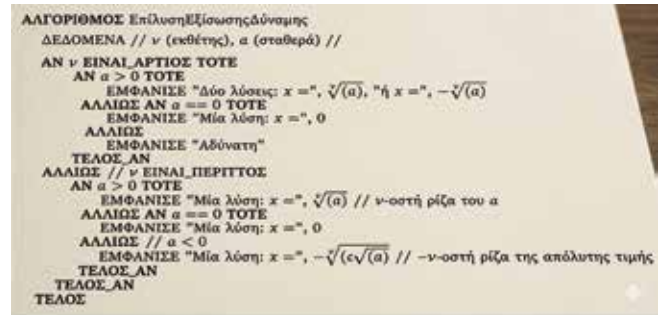 ΑΛΓΟΡΙΘΜΟΣ ΕπίλυσηΕξίσωσηςΔύναμης
ΔΕΔΟΜΕΝΑ // ν (εκθέτης), α (σταθερά) //
ΑΝ ν ΕΙΝΑΙ_ΑΡΤΙΟΣ ΤΟΤΕ
ΑΝ α > 0 ΤΟΤΕ
ΕΜΦΑΝΙΣΕ "Δύο λύσεις: x =", ᵛ√(α), "ή x =", −ᵛ√(α)
ΑΛΛΙΩΣ ΑΝ α == 0 ΤΟΤΕ
ΕΜΦΑΝΙΣΕ "Μία λύση: x =", 0
ΑΛΛΙΩΣ
ΕΜΦΑΝΙΣΕ "Αδύνατη"
ΤΕΛΟΣ_ΑΝ
ΑΛΛΙΩΣ // ν ΕΙΝΑΙ_ΠΕΡΙΤΤΟΣ
ΑΝ α > 0 ΤΟΤΕ
ΕΜΦΑΝΙΣΕ "Μία λύση: x =", ᵛ√(α) // ν-οστή ρίζα του α
ΑΛΛΙΩΣ ΑΝ α == 0 ΤΟΤΕ
ΕΜΦΑΝΙΣΕ "Μία λύση: x =", 0
ΑΛΛΙΩΣ // α < 0
ΕΜΦΑΝΙΣΕ "Μία λύση: x =", −ᵛ√(c√(α) // −ν-οστή ρίζα της απόλυτης τιμής
ΤΕΛΟΣ_ΑΝ
ΤΕΛΟΣ_ΑΝ
ΤΕΛΟΣ